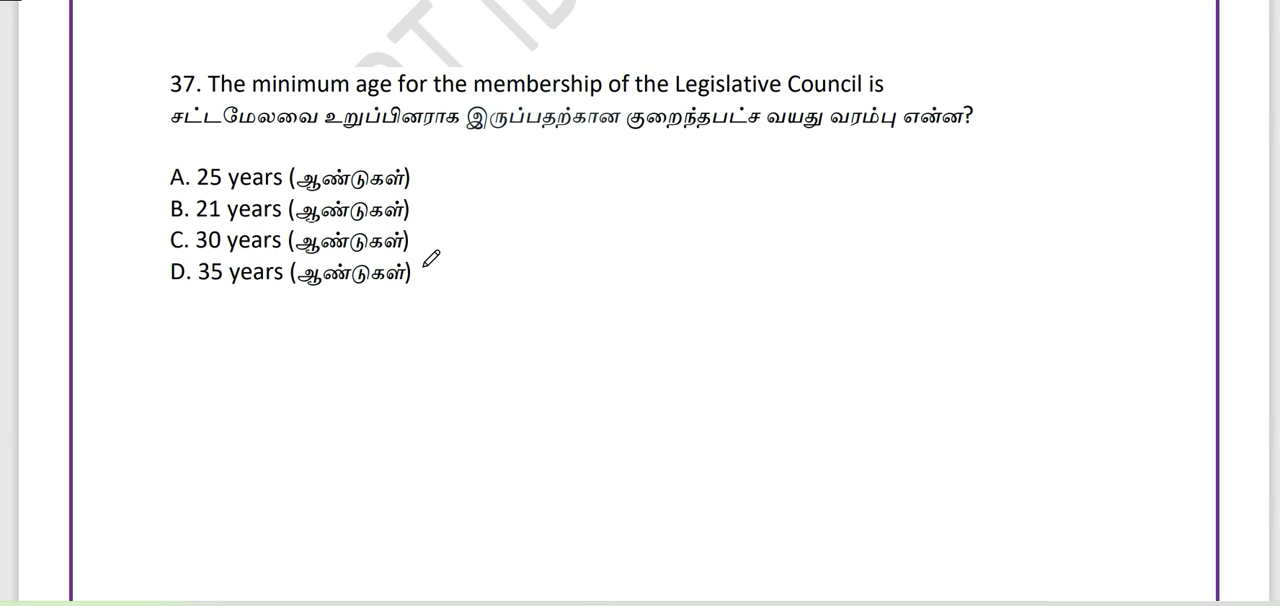 37. The minimum age for the membership of the Legislative Council is
சட்டமேலவை உறுப்பினராக இருப்பதற்கான குறைந்தபட்ச வயது வரம்பு என்ன?
A. 25 years (ஆண்டுகள்)
B. 21 years (ஆண்டுகள்)
C. 30 years (ஆண்டுகள்)
D. 35 years (ஆண்டுகள்)